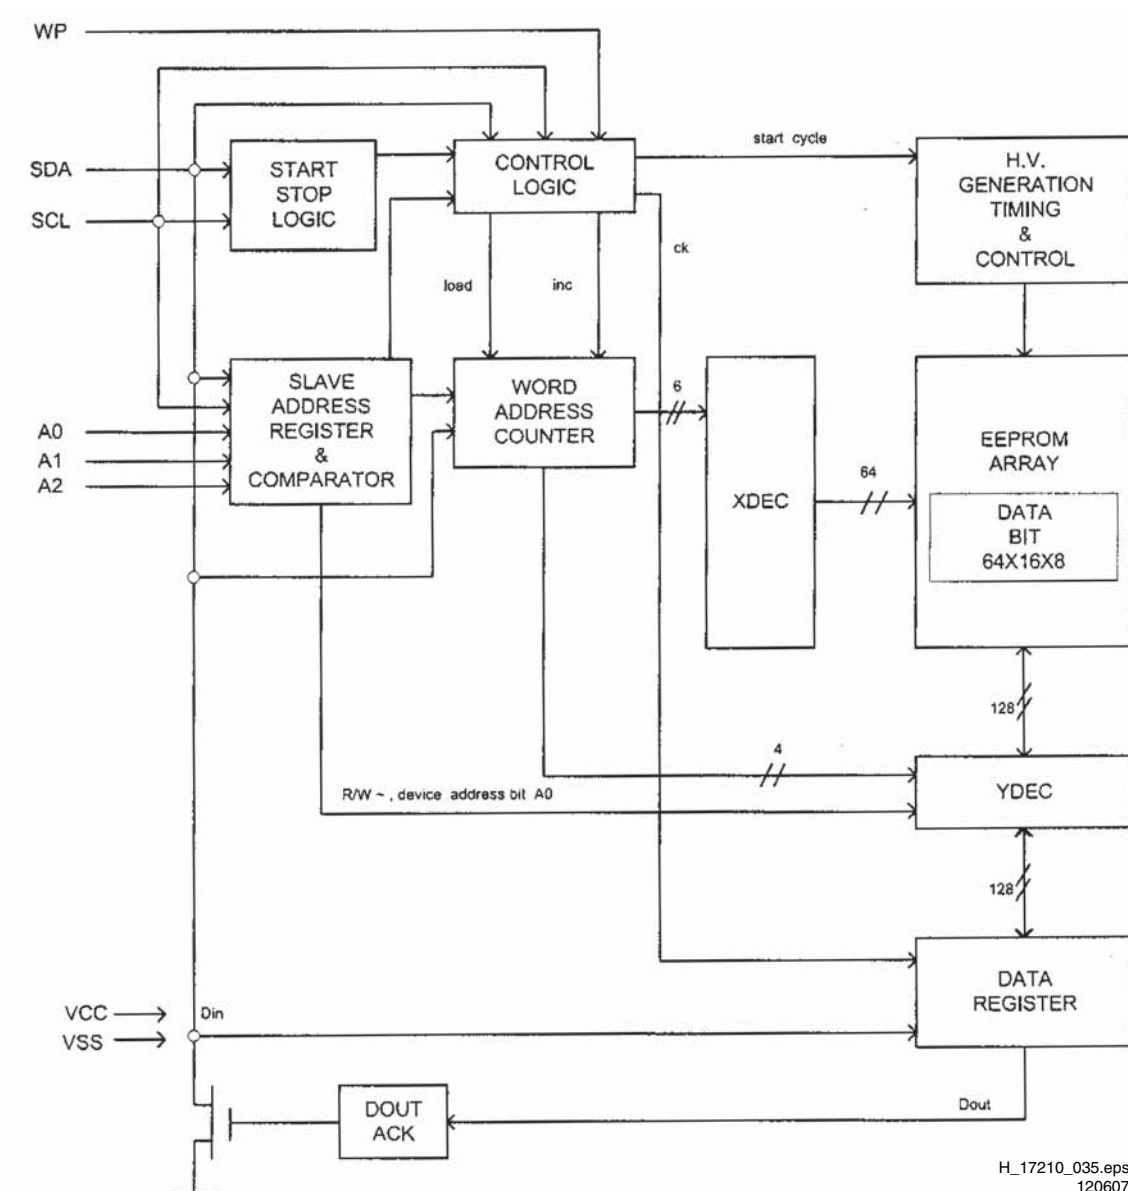 WP
SDA
SCL
START
STOP
LOGIC
CONTROL
LOGIC
start cycle
H.V.
GENERATION
TIMING
&
CONTROL
load
inc
ck
A0
A1
A2
SLAVE
ADDRESS
REGISTER
&
COMPARATOR
WORD
ADDRESS
COUNTER
6
XDEC
64
EEPROM
ARRAY
DATA
BIT
64X16X8
128
4
R/W ~ , device address bit A0
YDEC
128
VCC
VSS
Din
DATA
REGISTER
DOUT
ACK
Dout
H_17210_035.eps
120607